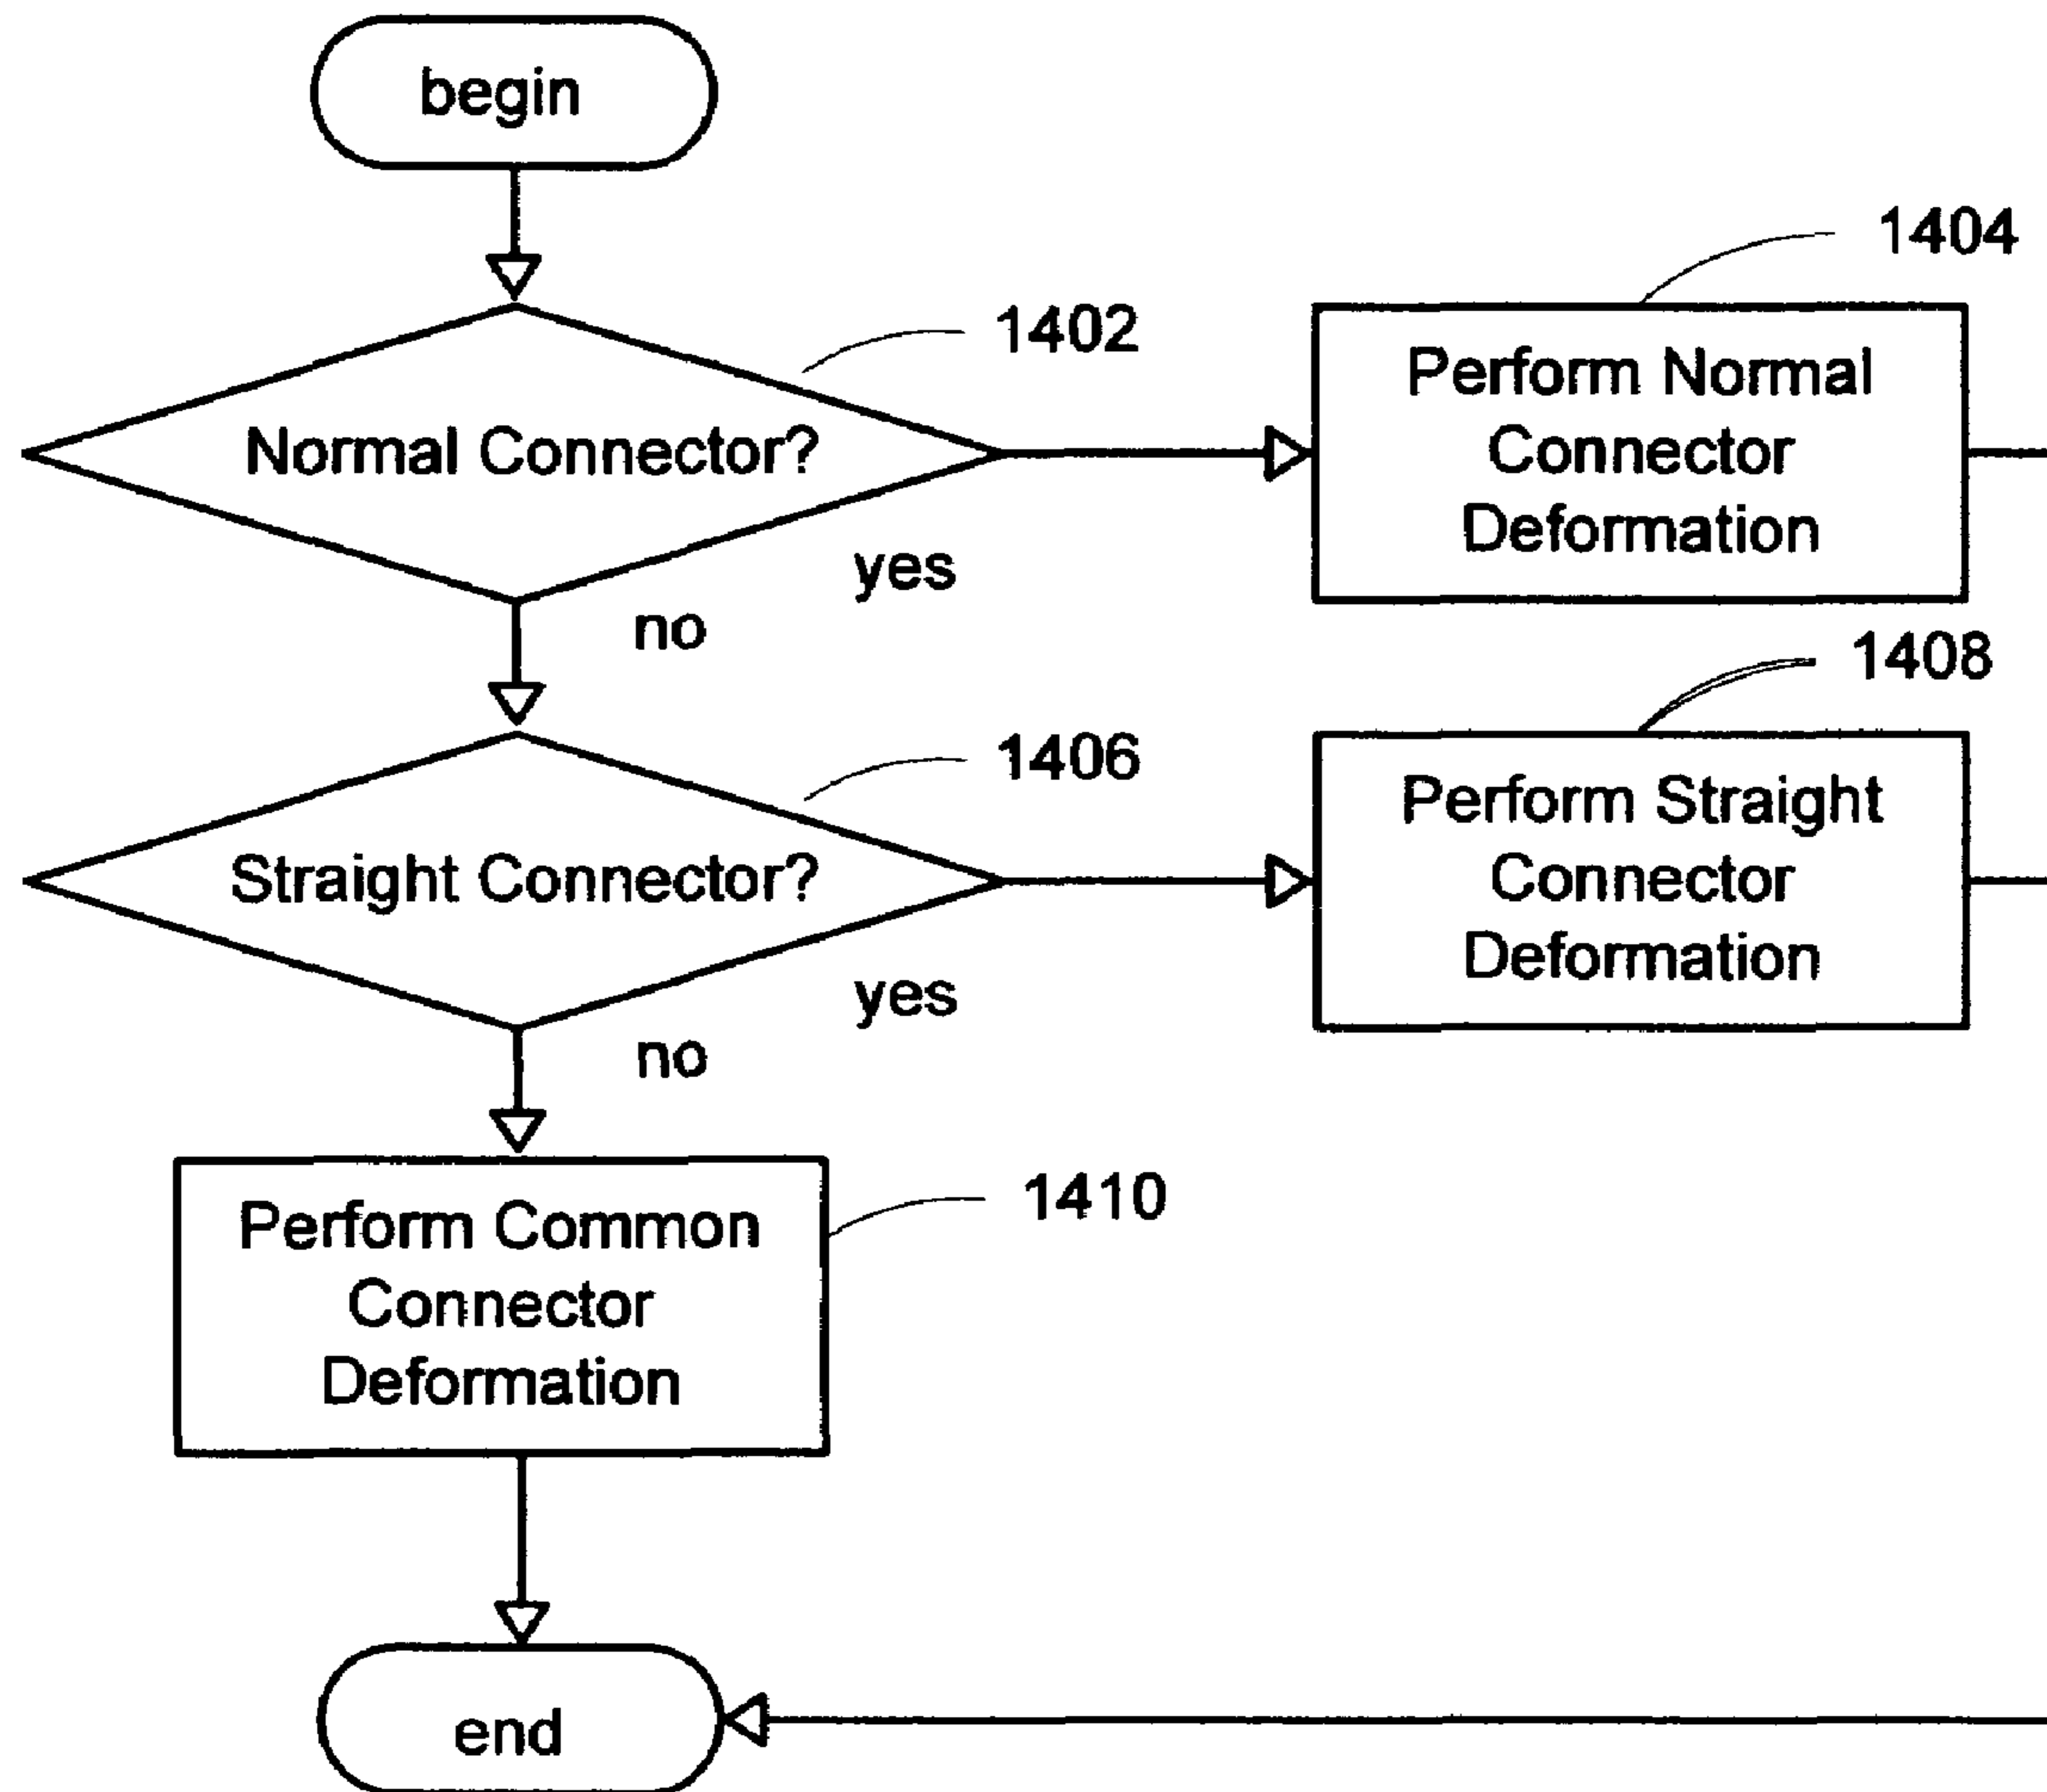 begin
1404
1402
Perform Normal
Connector
Deformation
Normal Connector?
yes
no
1408
1406
Perform Straight
Connector
Deformation
Straight Connector?
yes
no
1410
Perform Common
Connector
Deformation
end